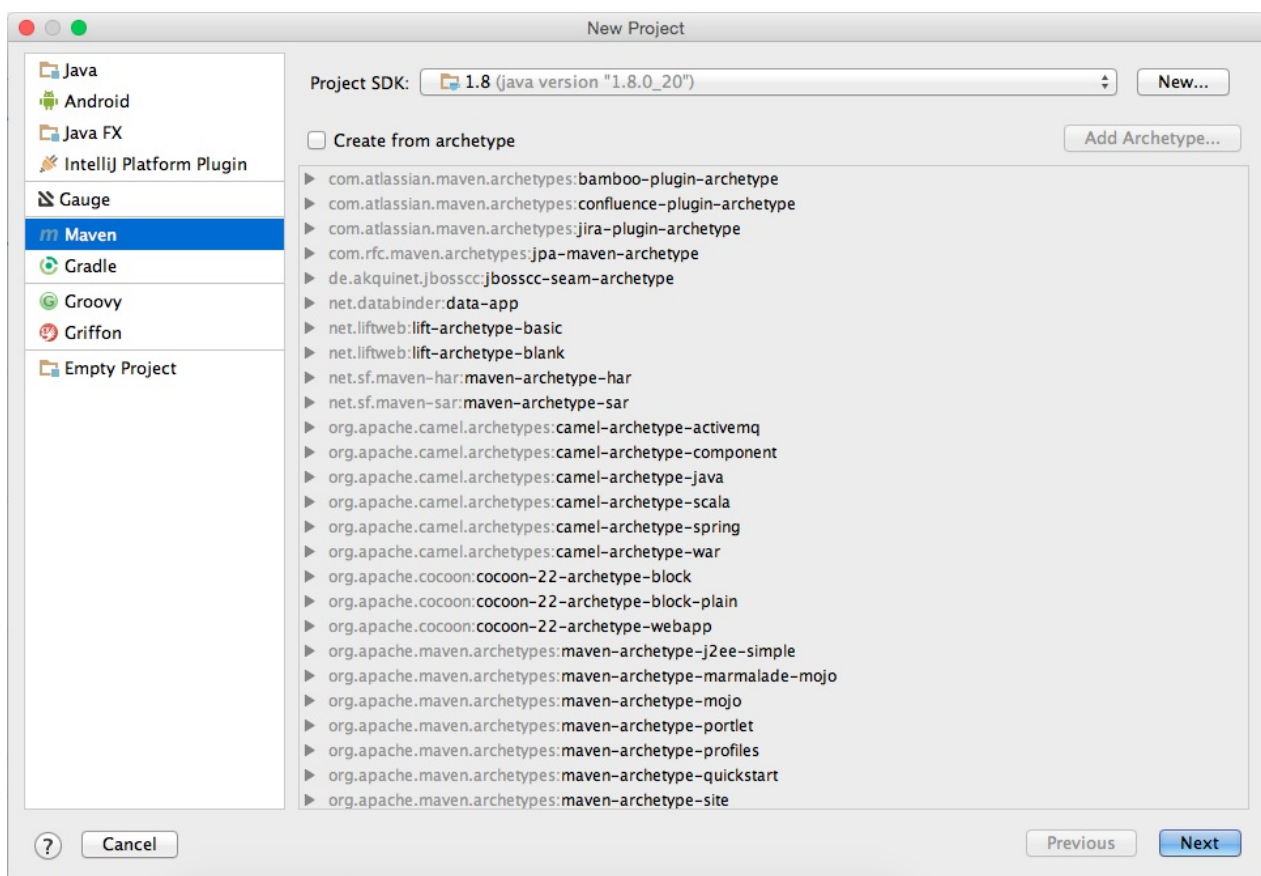 New Project
Java
Android
Java FX
IntelliJ Platform Plugin
Gauge
Maven
Gradle
Groovy
Griffon
Empty Project
Project SDK: 1.8 (java version "1.8.0_20") New...
Create from archetype Add Archetype...
com.atlassian.maven.archetypes:bamboo-plugin-archetype
com.atlassian.maven.archetypes:confluence-plugin-archetype
com.atlassian.maven.archetypes:jira-plugin-archetype
com.rfc.maven.archetypes:jpa-maven-archetype
de.akquinet.jbosscc:jbosscc-seam-archetype
net.databinder:data-app
net.liftweb:lift-archetype-basic
net.liftweb:lift-archetype-blank
net.sf.maven-har:maven-archetype-har
net.sf.maven-sar:maven-archetype-sar
org.apache.camel.archetypes:camel-archetype-activemq
org.apache.camel.archetypes:camel-archetype-component
org.apache.camel.archetypes:camel-archetype-java
org.apache.camel.archetypes:camel-archetype-scala
org.apache.camel.archetypes:camel-archetype-spring
org.apache.camel.archetypes:camel-archetype-war
org.apache.cocoon:cocoon-22-archetype-block
org.apache.cocoon:cocoon-22-archetype-block-plain
org.apache.cocoon:cocoon-22-archetype-webapp
org.apache.maven.archetypes:maven-archetype-j2ee-simple
org.apache.maven.archetypes:maven-archetype-marmalade-mojo
org.apache.maven.archetypes:maven-archetype-mojo
org.apache.maven.archetypes:maven-archetype-portlet
org.apache.maven.archetypes:maven-archetype-profiles
org.apache.maven.archetypes:maven-archetype-quickstart
org.apache.maven.archetypes:maven-archetype-site
? Cancel Previous Next